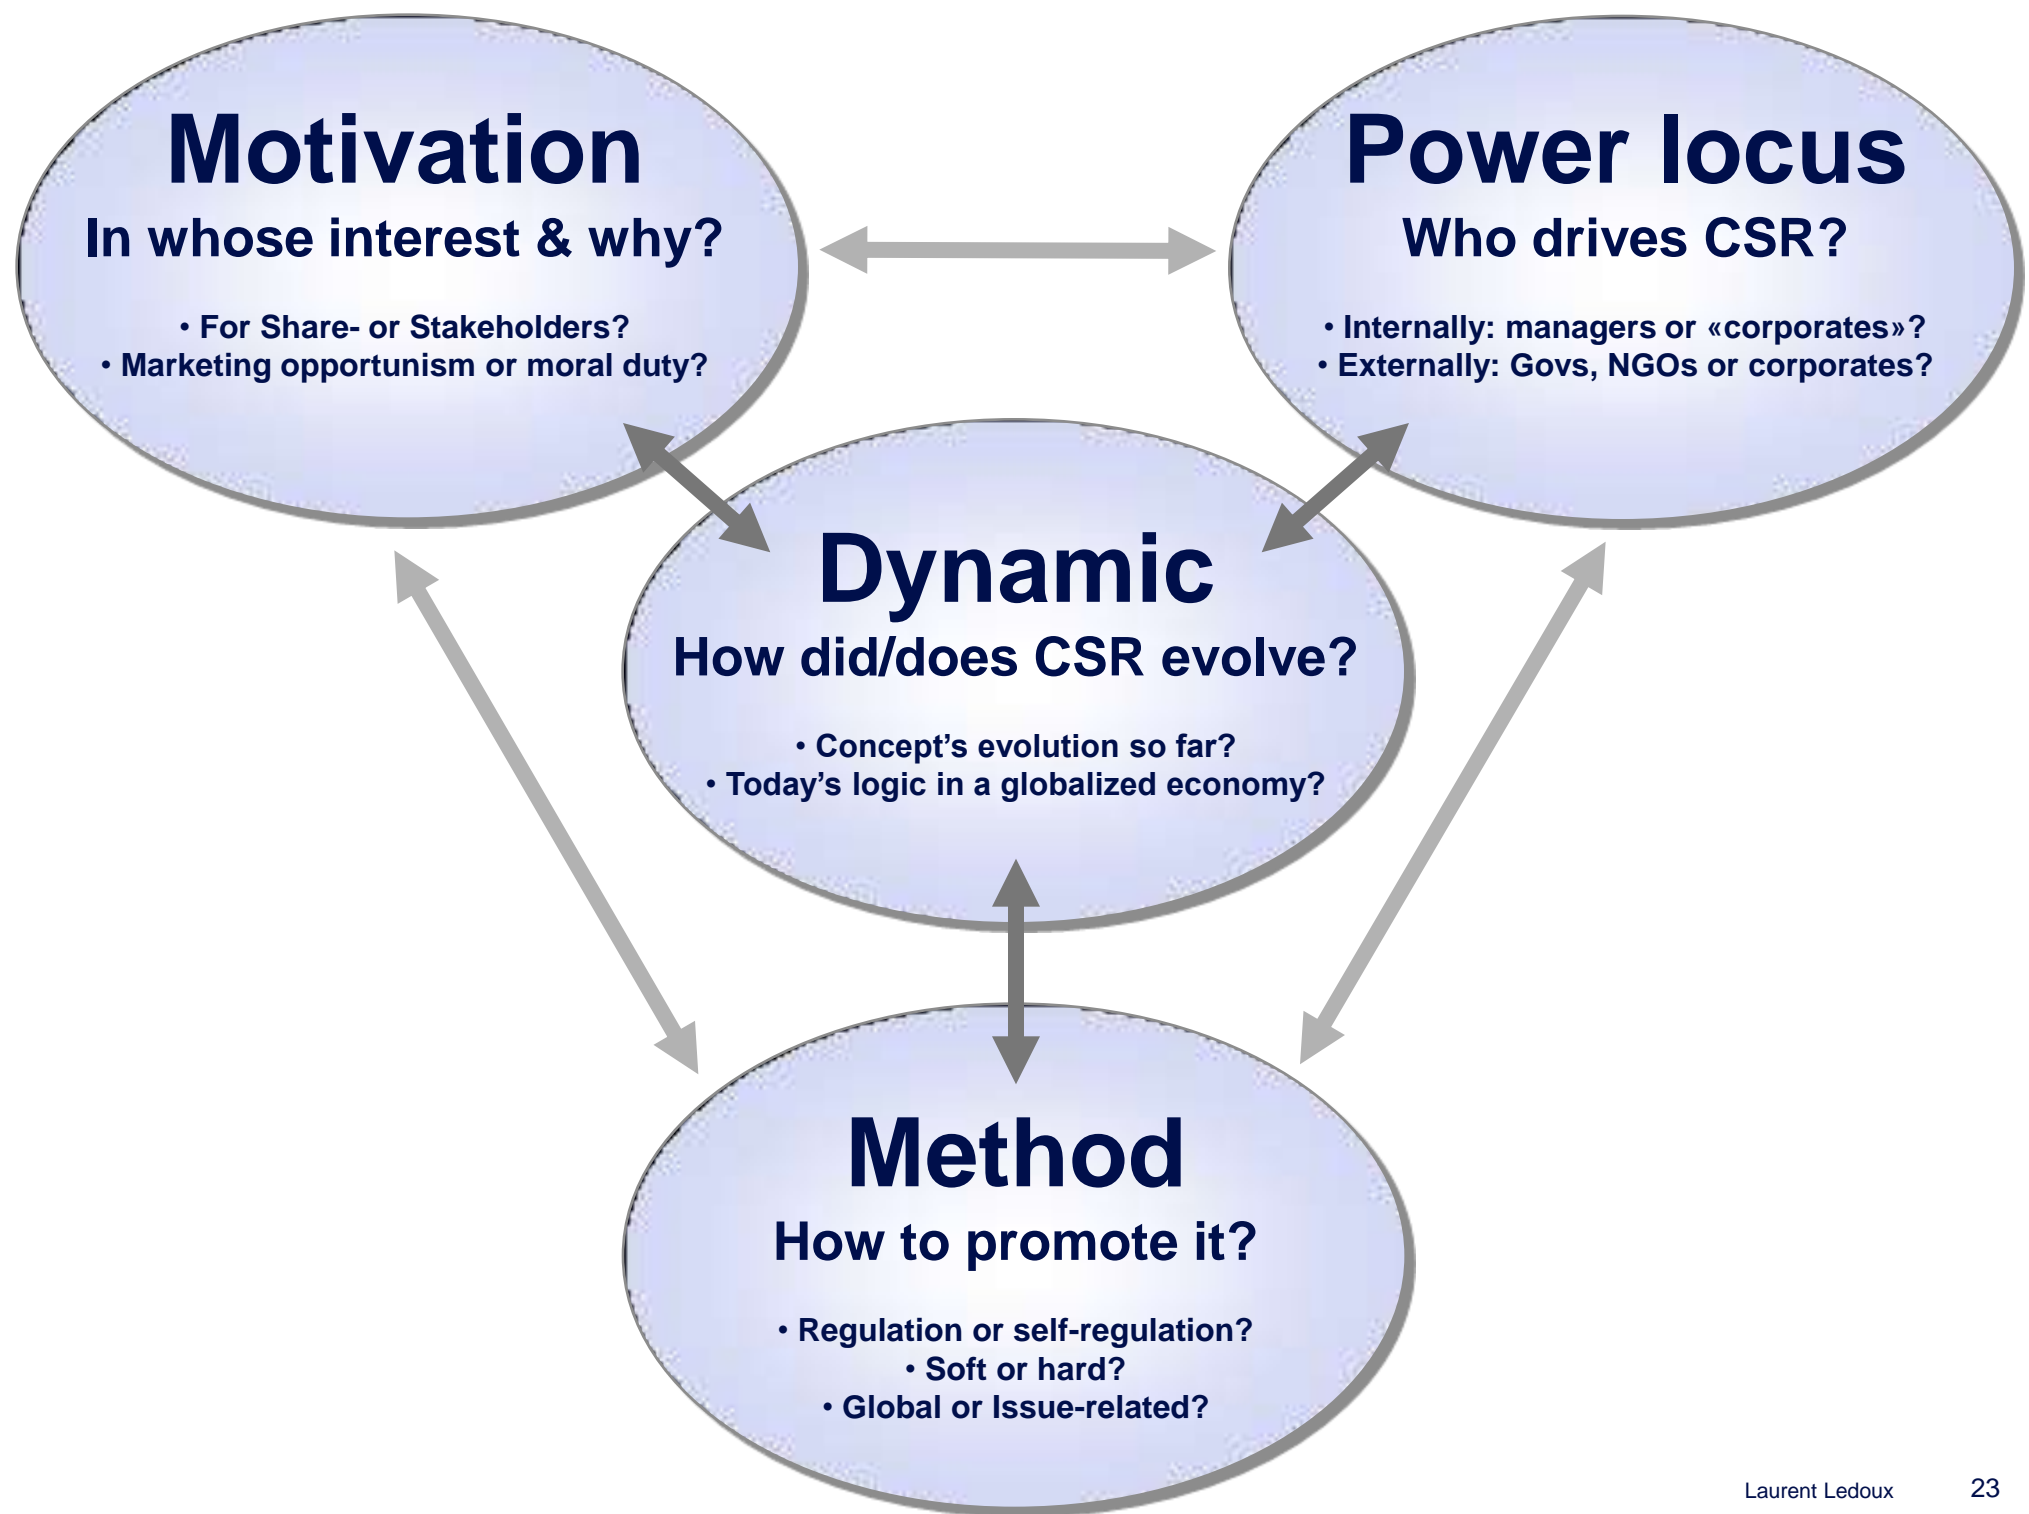 Motivation
In whose interest & why?
• For Share- or Stakeholders?
• Marketing opportunism or moral duty?
Power locus
Who drives CSR?
• Internally: managers or «corporates»?
• Externally: Govs, NGOs or corporates?
Dynamic
How did/does CSR evolve?
• Concept’s evolution so far?
• Today’s logic in a globalized economy?
Method
How to promote it?
• Regulation or self-regulation?
• Soft or hard?
• Global or Issue-related?
Laurent Ledoux 23